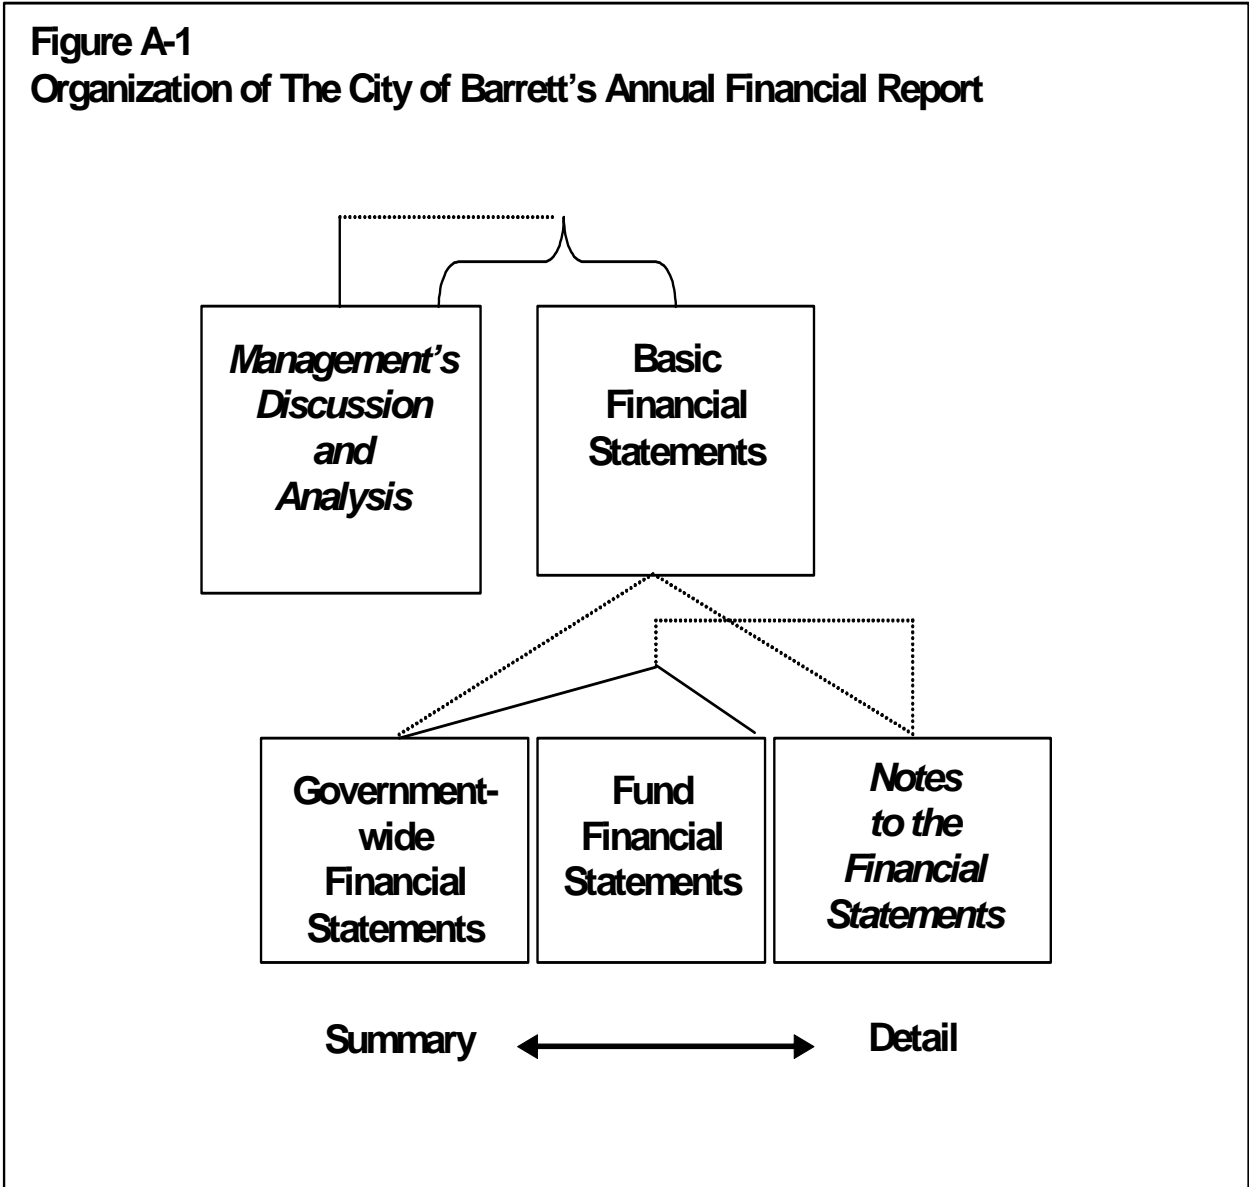 Figure A-1
Organization of The City of Barrett’s Annual Financial Report
Management’s
Discussion
and
Analysis
Basic
Financial
Statements
Government-
wide
Financial
Statements
Fund
Financial
Statements
Notes
to the
Financial
Statements
Summary
Detail